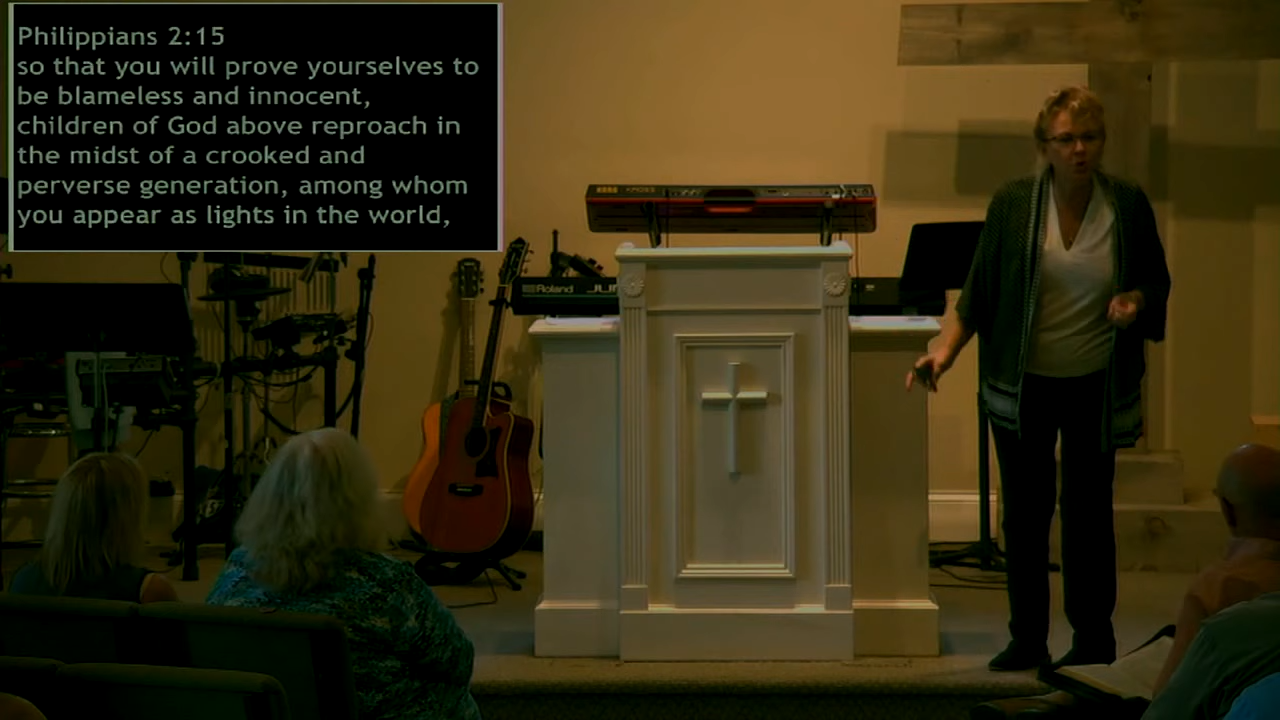 Philippians 2:15
so that you will prove yourselves to
be blameless and innocent,
children of God above reproach in
the midst of a crooked and
perverse generation, among whom
you appear as lights in the world,
KORG
Roland